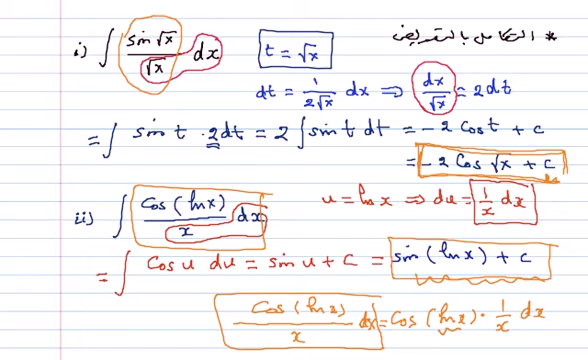 * التكامل بالتعويض
i) ∫ sin√x / √x dx   t = √x
dt = 1/(2√x) dx ⇒ dx/√x = 2dt
= ∫ sin t · 2dt = 2 ∫ sin t dt = -2 Cos t + c
= -2 Cos √x + c
ii) ∫ Cos(ln x) / x dx   u = ln x ⇒ du = 1/x dx
= ∫ Cos u du = sin u + c = sin(ln x) + c
Cos(ln x) / x dx = Cos(ln x) · 1/x dx